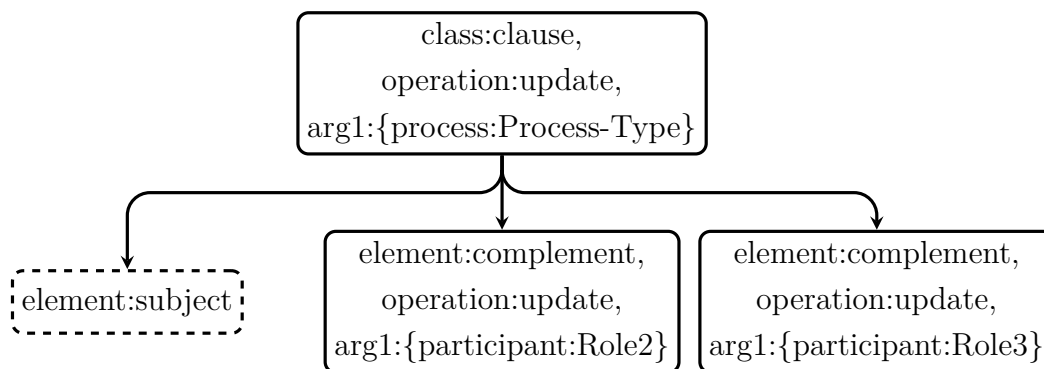 class:clause,
operation:update,
arg1:{process:Process-Type}
element:subject
element:complement,
operation:update,
arg1:{participant:Role2}
element:complement,
operation:update,
arg1:{participant:Role3}